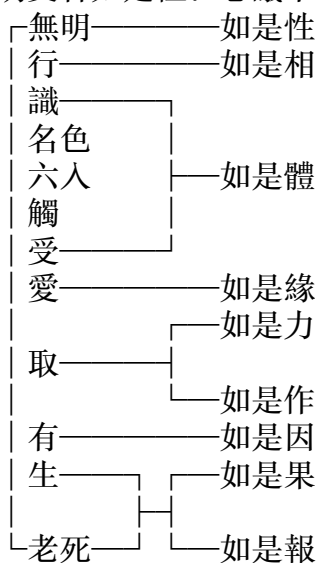 無明 如是性
行 如是相
識
名色
六入 如是體
觸
受
愛 如是緣
如是力
取
如是作
有 如是因
生 如是果
老死 如是報